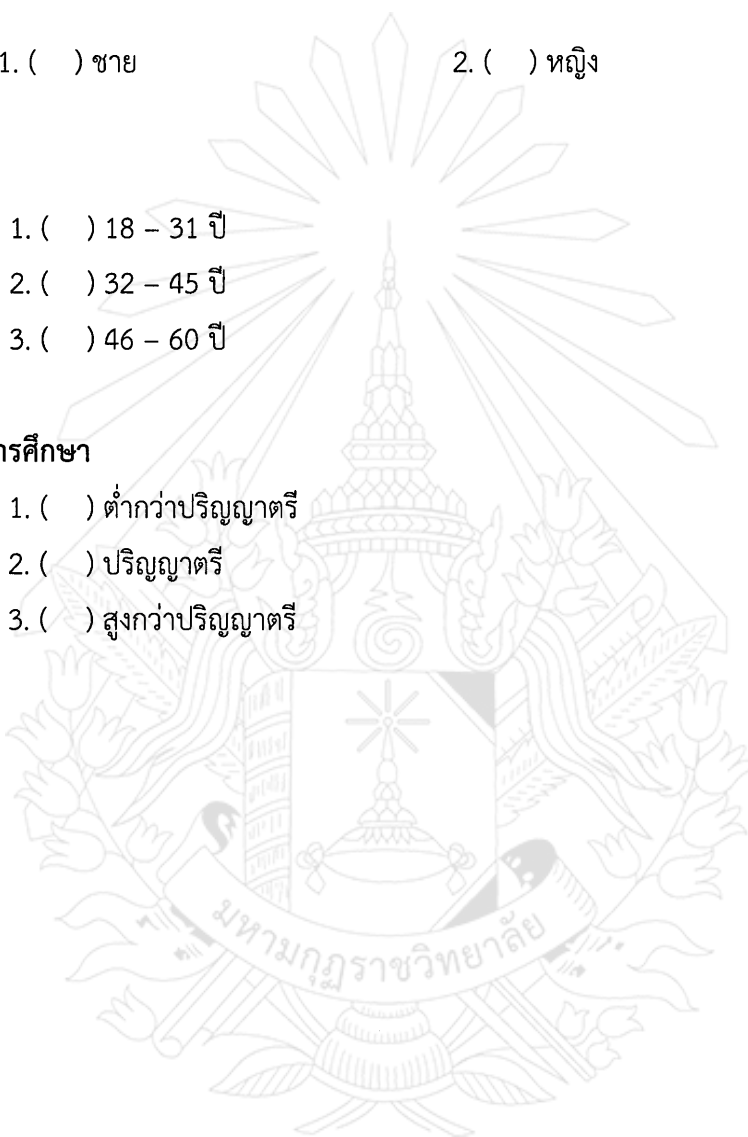 1. ( ) ชาย 2. ( ) หญิง
1. ( ) 18 – 31 ปี
2. ( ) 32 – 45 ปี
3. ( ) 46 – 60 ปี
ารศึกษา
1. ( ) ต่ำกว่าปริญญาตรี
2. ( ) ปริญญาตรี
3. ( ) สูงกว่าปริญญาตรี
มหามกุฏราชวิทยาลัย